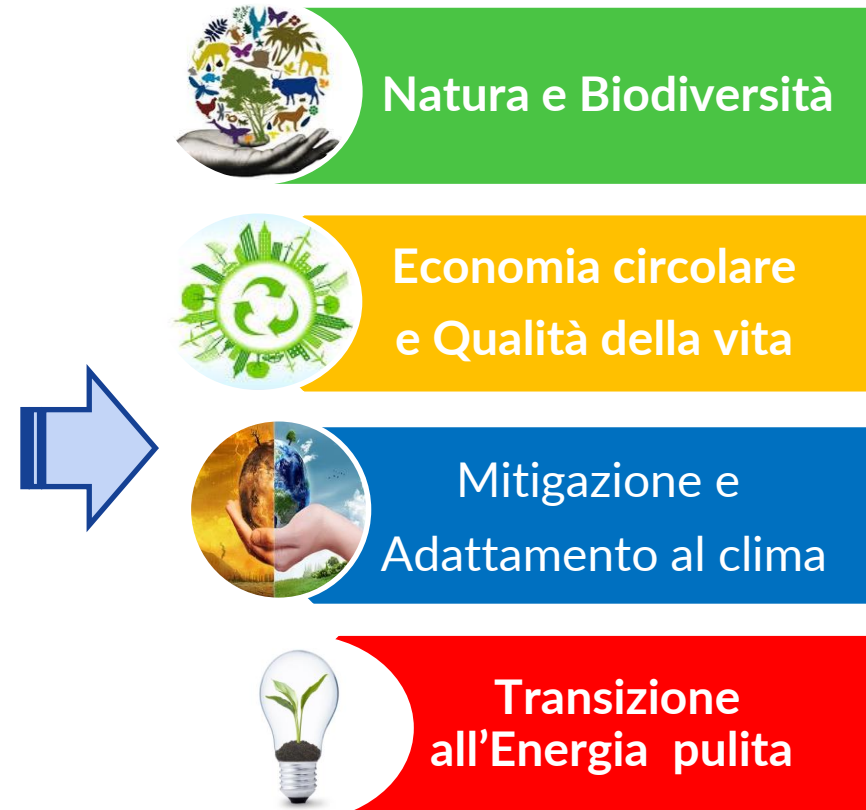 Natura e Biodiversità
Economia circolare
e Qualità della vita
Mitigazione e
Adattamento al clima
Transizione
all’Energia  pulita